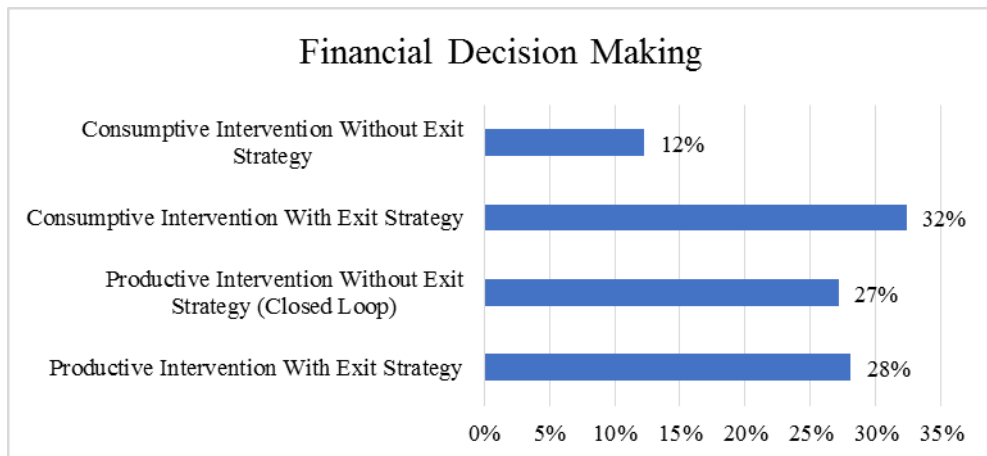 Financial Decision Making
Consumptive Intervention Without Exit
Strategy
12%
Consumptive Intervention With Exit Strategy
32%
Productive Intervention Without Exit
Strategy (Closed Loop)
27%
Productive Intervention With Exit Strategy
28%
0% 5% 10% 15% 20% 25% 30% 35%